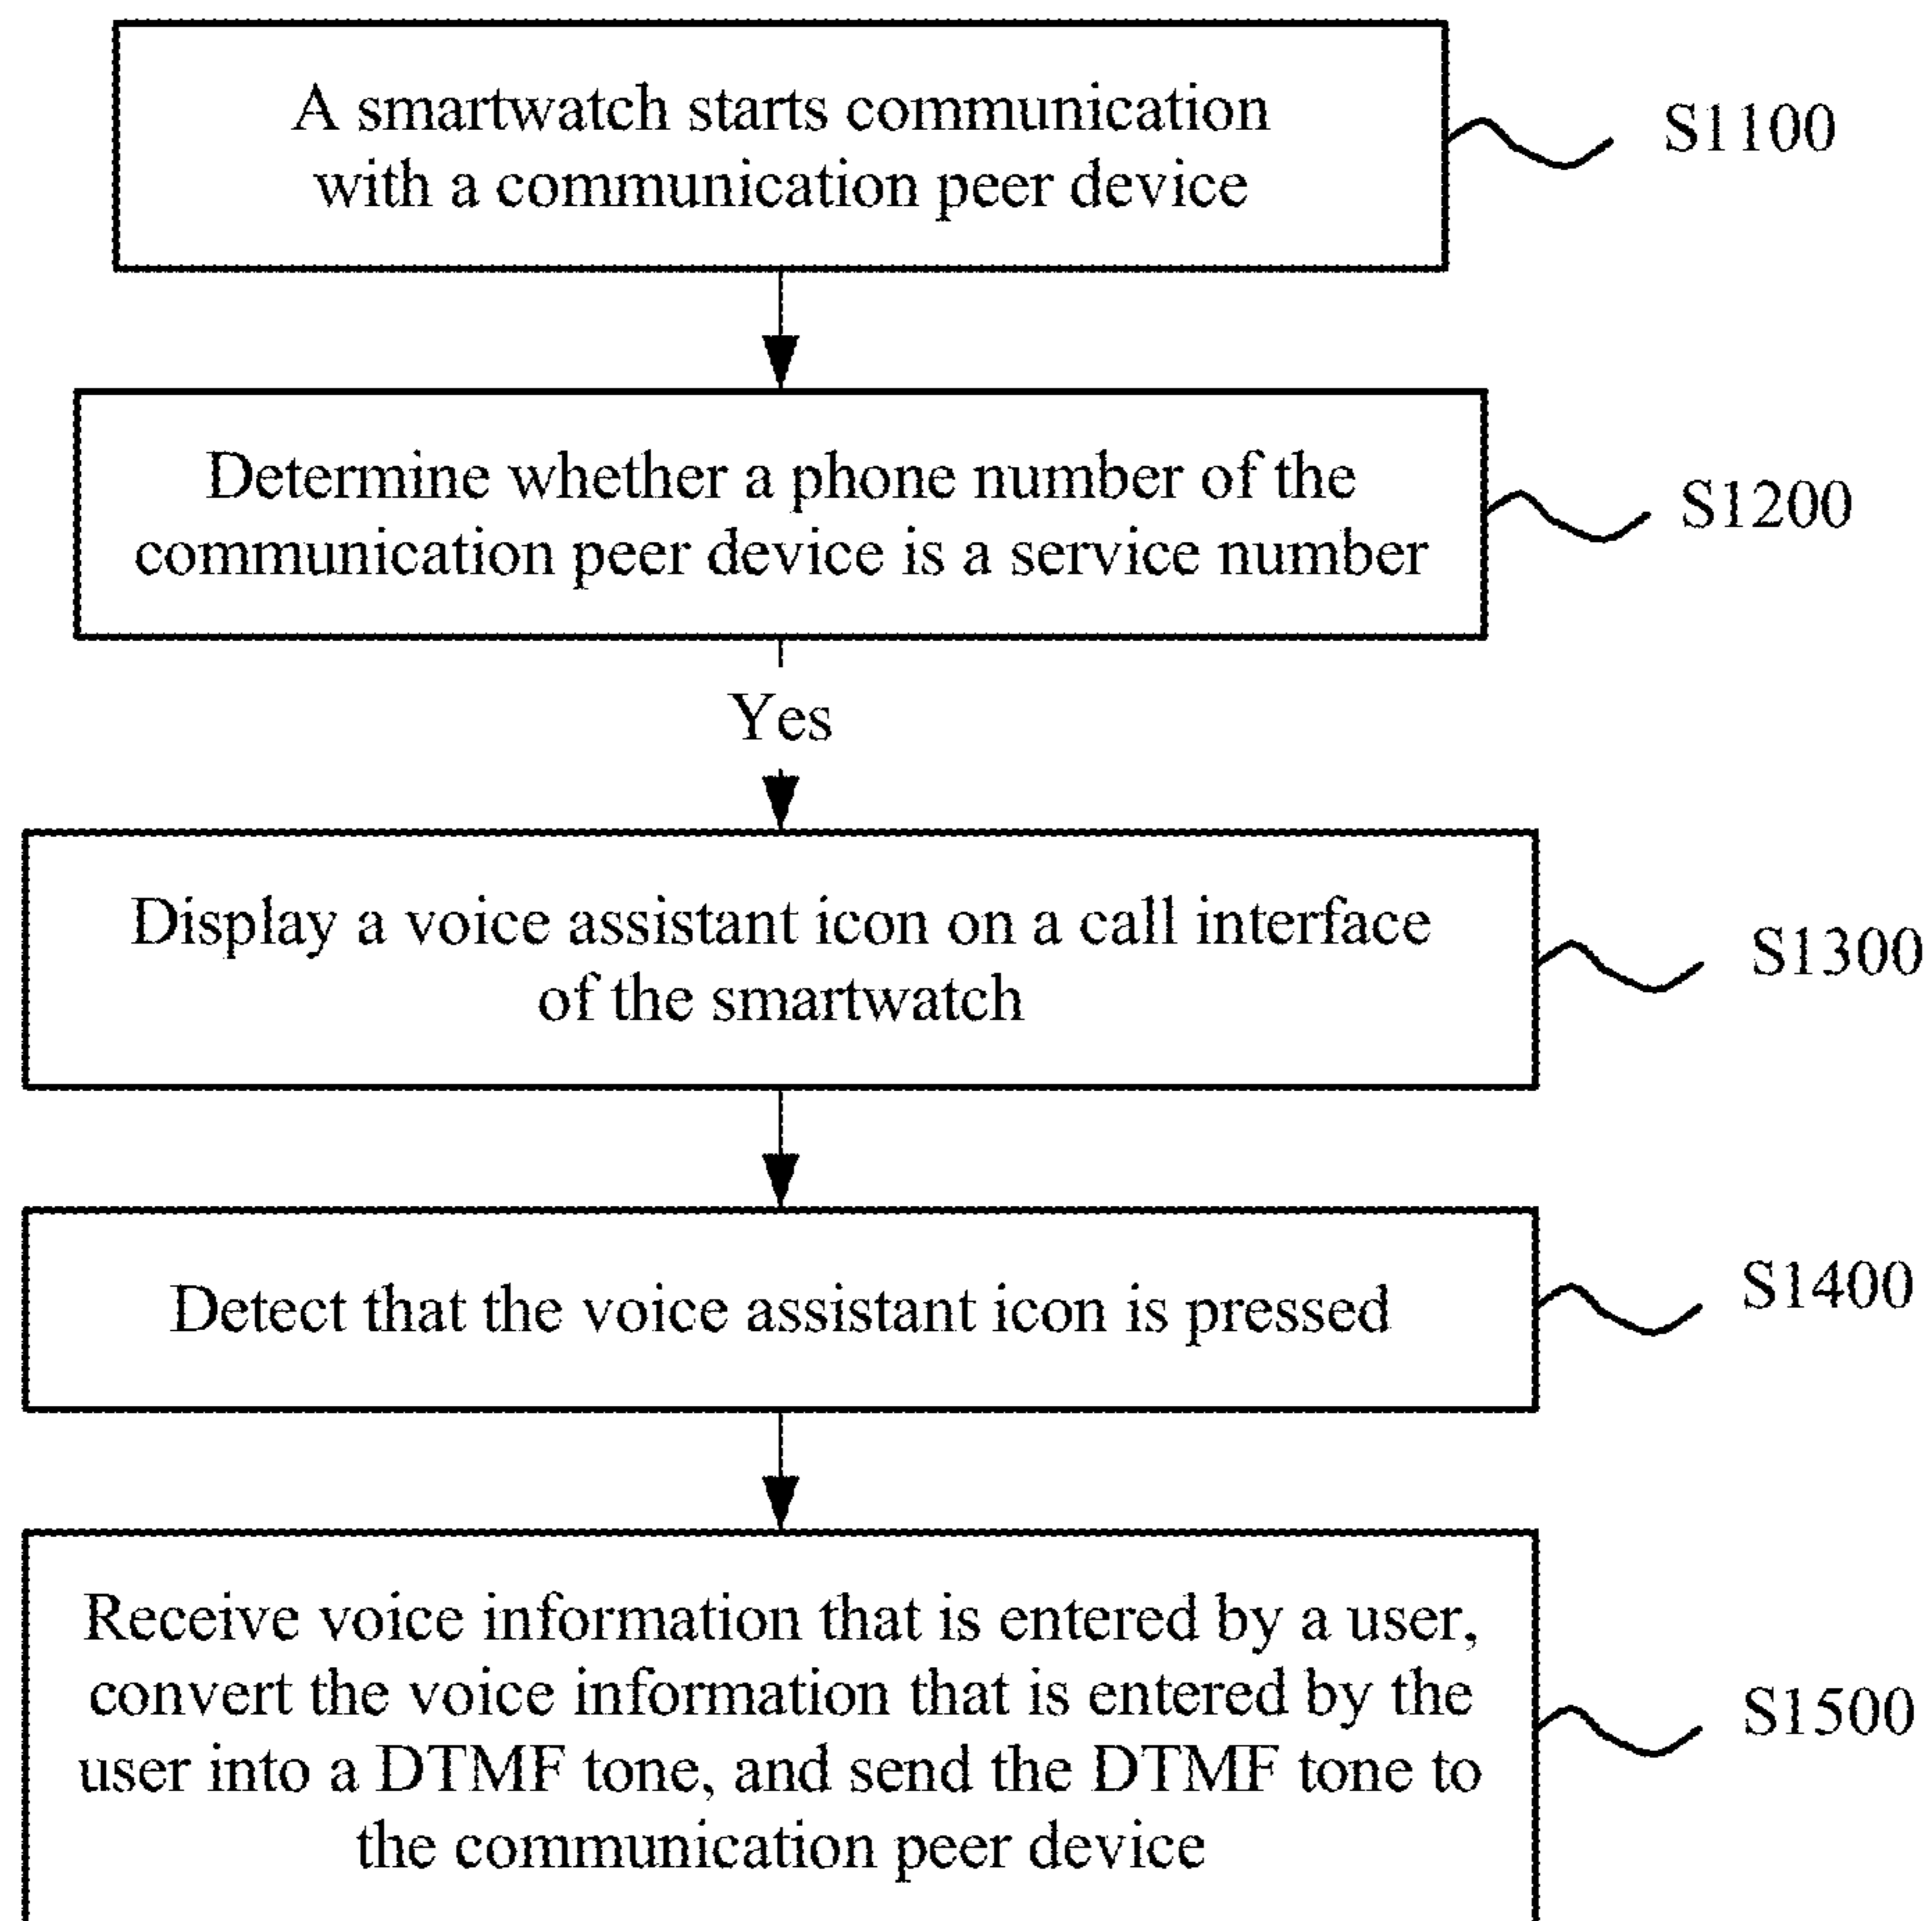 A smartwatch starts communication
with a communication peer device
S1100
Determine whether a phone number of the
communication peer device is a service number
S1200
Yes
Display a voice assistant icon on a call interface
of the smartwatch
S1300
Detect that the voice assistant icon is pressed
S1400
Receive voice information that is entered by a user,
convert the voice information that is entered by the
user into a DTMF tone, and send the DTMF tone to
the communication peer device
S1500